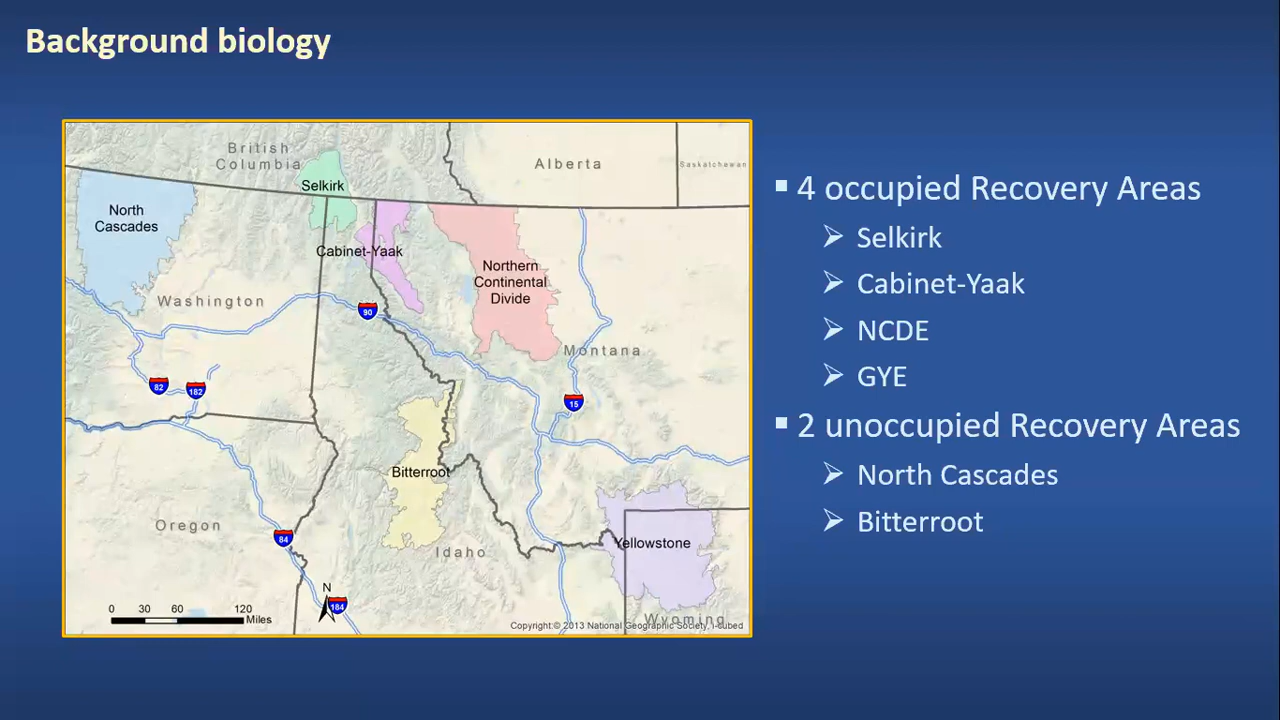 Background biology
British
Columbia
Alberta
Saskatchewan
Selkirk
North
Cascades
Cabinet-Yaak
Northern
Continental
Divide
Washington
90
Montana
82
182
15
Bitterroot
Oregon
84
Idaho
Yellowstone
N
184
0 30 60 120
Miles
Wyoming
Copyright:© 2013 National Geographic Society, i-cubed
▪ 4 occupied Recovery Areas
➢ Selkirk
➢ Cabinet-Yaak
➢ NCDE
➢ GYE
▪ 2 unoccupied Recovery Areas
➢ North Cascades
➢ Bitterroot